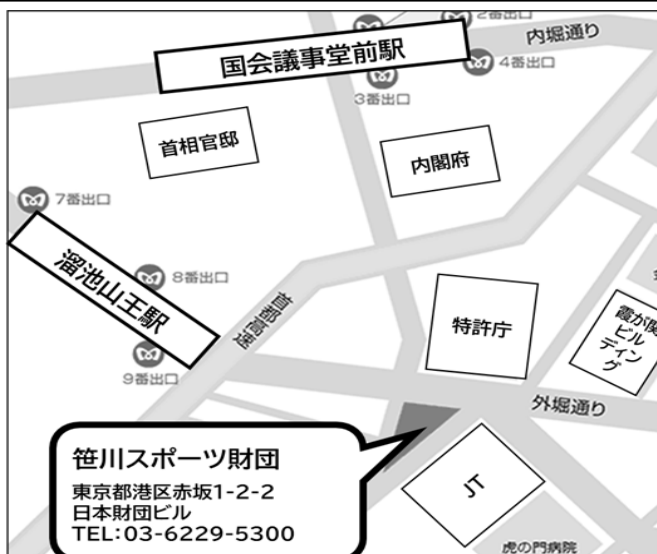 2番出口
内堀通り
国会議事堂前駅
4番出口
3番出口
首相官邸
内閣府
7番出口
溜池山王駅
8番出口
首都高速
特許庁
霞が関
ビル
ディン
グ
9番出口
外堀通り
笹川スポーツ財団
東京都港区赤坂1-2-2
日本財団ビル
TEL:03-6229-5300
JT
虎の門病院